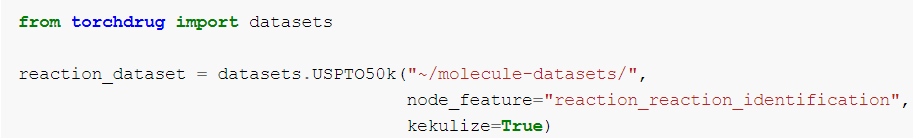 from torchdrug import datasets
reaction_dataset = datasets.USPTO50k("~/molecule-datasets/",
node_feature="reaction_reaction_identification",
kekulize=True)